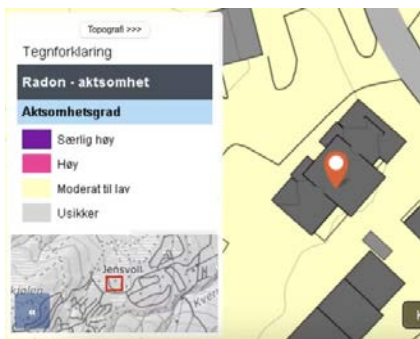 Topografi >>>
Tegnforklaring
Radon - aktsomhet
Aktsomhetsgrad
Særlig høy
Høy
Moderat til lav
Usikker
Jensvoll
«